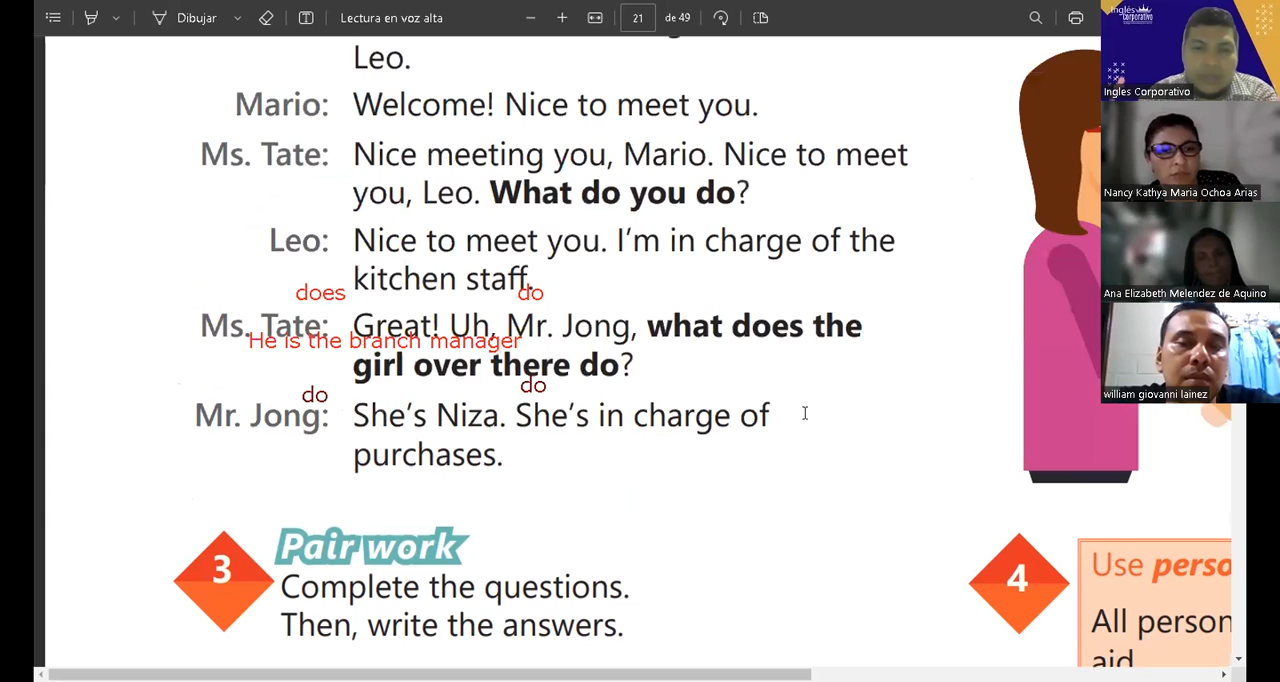 Dibujar
Lectura en voz alta
21
de 49
Leo.
Mario: Welcome! Nice to meet you.
Ms. Tate: Nice meeting you, Mario. Nice to meet
you, Leo. What do you do?
Leo: Nice to meet you. I'm in charge of the
kitchen staff.
does do
Ms. Tate: Great! Uh, Mr. Jong, what does the
He is the branch manager
girl over there do?
do do
Mr. Jong: She's Niza. She's in charge of
purchases.
3 Pair work
Complete the questions.
Then, write the answers.
4 Use perso
All person
aid
Inglés
Corporativo
Ingles Corporativo
Nancy Kathya Maria Ochoa Arias
Ana Elizabeth Melendez de Aquino
william giovanni lainez